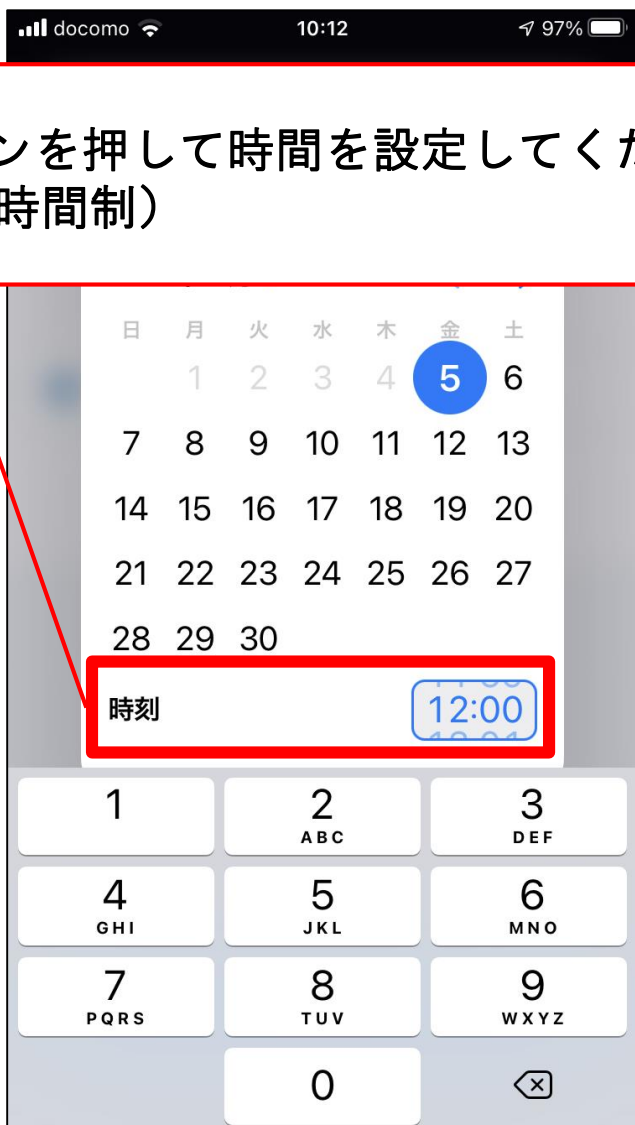 docomo 10:12 97%
ンを押して時間を設定してくだ
時間制)
日 月 火 水 木 金 土
1 2 3 4 5 6
7 8 9 10 11 12 13
14 15 16 17 18 19 20
21 22 23 24 25 26 27
28 29 30
時刻 12:00
1 2 3
ABC DEF
4 5 6
GHI JKL MNO
7 8 9
PQRS TUV WXYZ
0